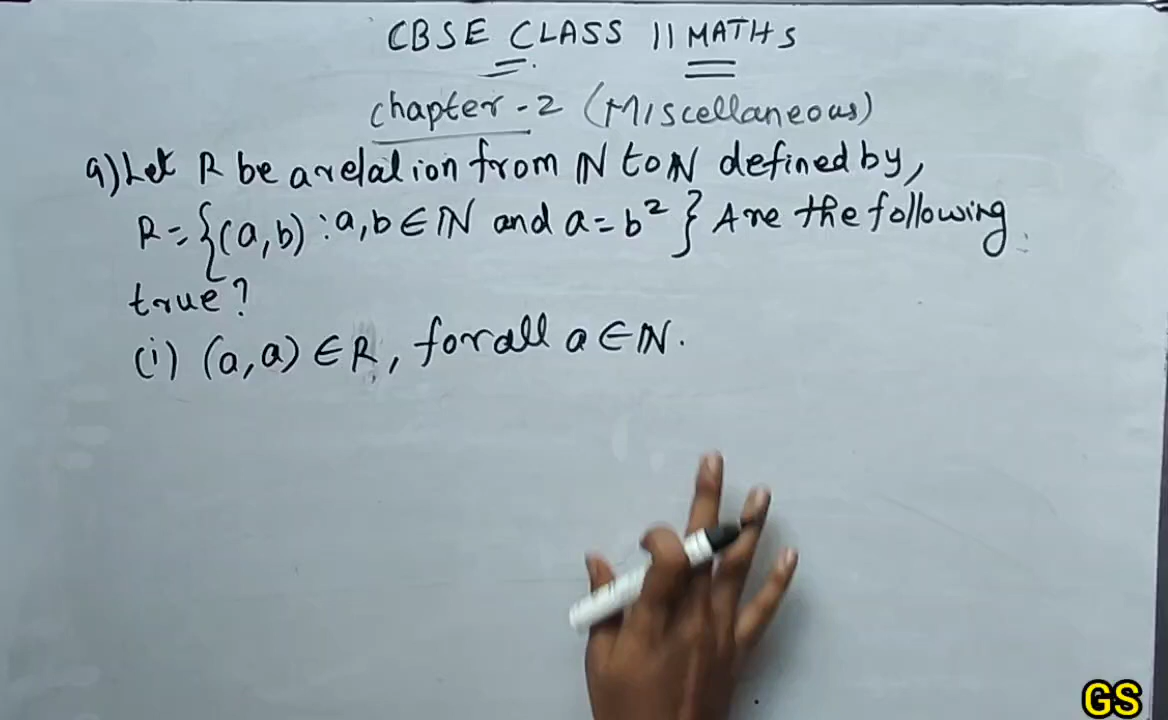 CBSE CLASS 11 MATHS
chapter-2 (Miscellaneous)
9) Let R be a relation from ℕ to ℕ defined by,
R = {(a, b) : a, b ∈ ℕ and a = b²} Are the following
true?
(i) (a, a) ∈ R, for all a ∈ ℕ.
GS